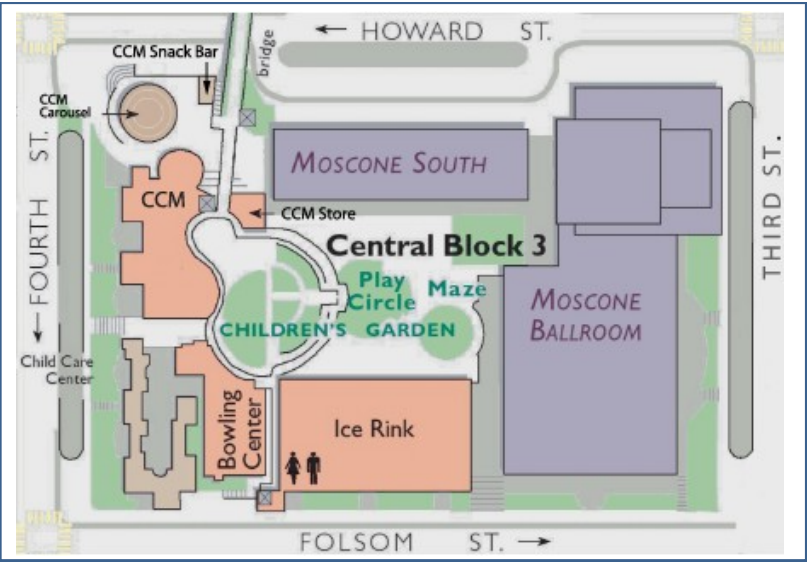 ← HOWARD ST.
bridge
CCM Snack Bar
CCM
Carousel
FOURTH ST.
THIRD ST.
MOSCONE SOUTH
CCM
CCM Store
Central Block 3
Play
Circle
Maze
CHILDREN'S GARDEN
MOSCONE
BALLROOM
Child Care
Center
Bowling
Center
Ice Rink
FOLSOM ST. →